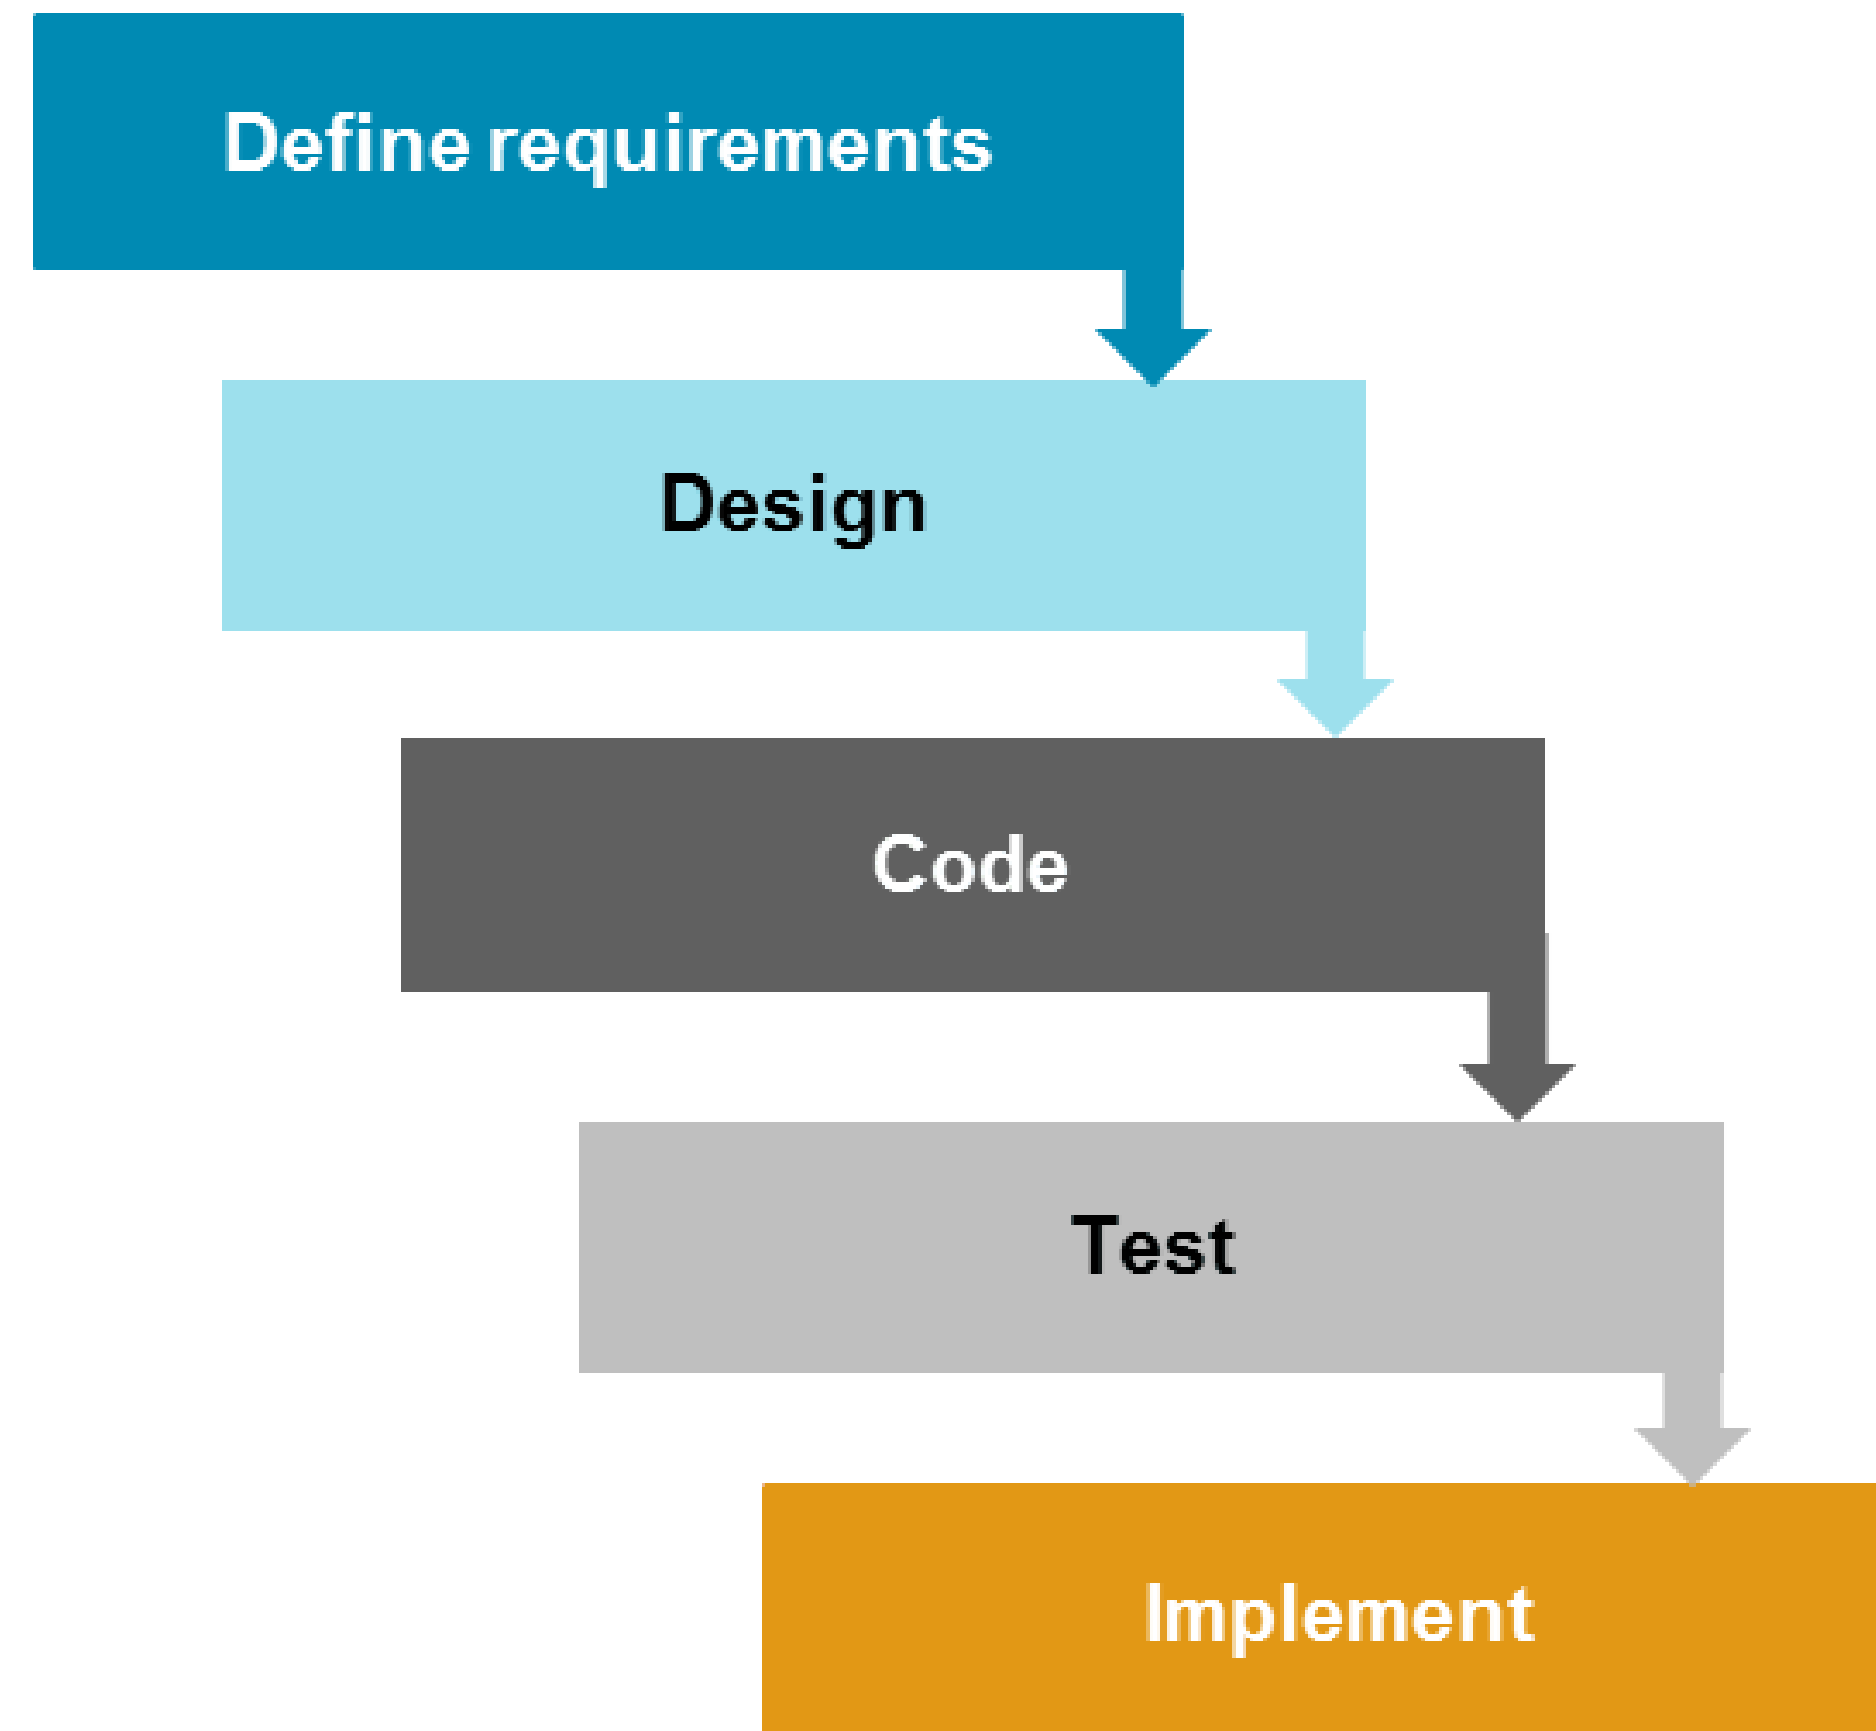 Define requirements
Design
Code
Test
Implement